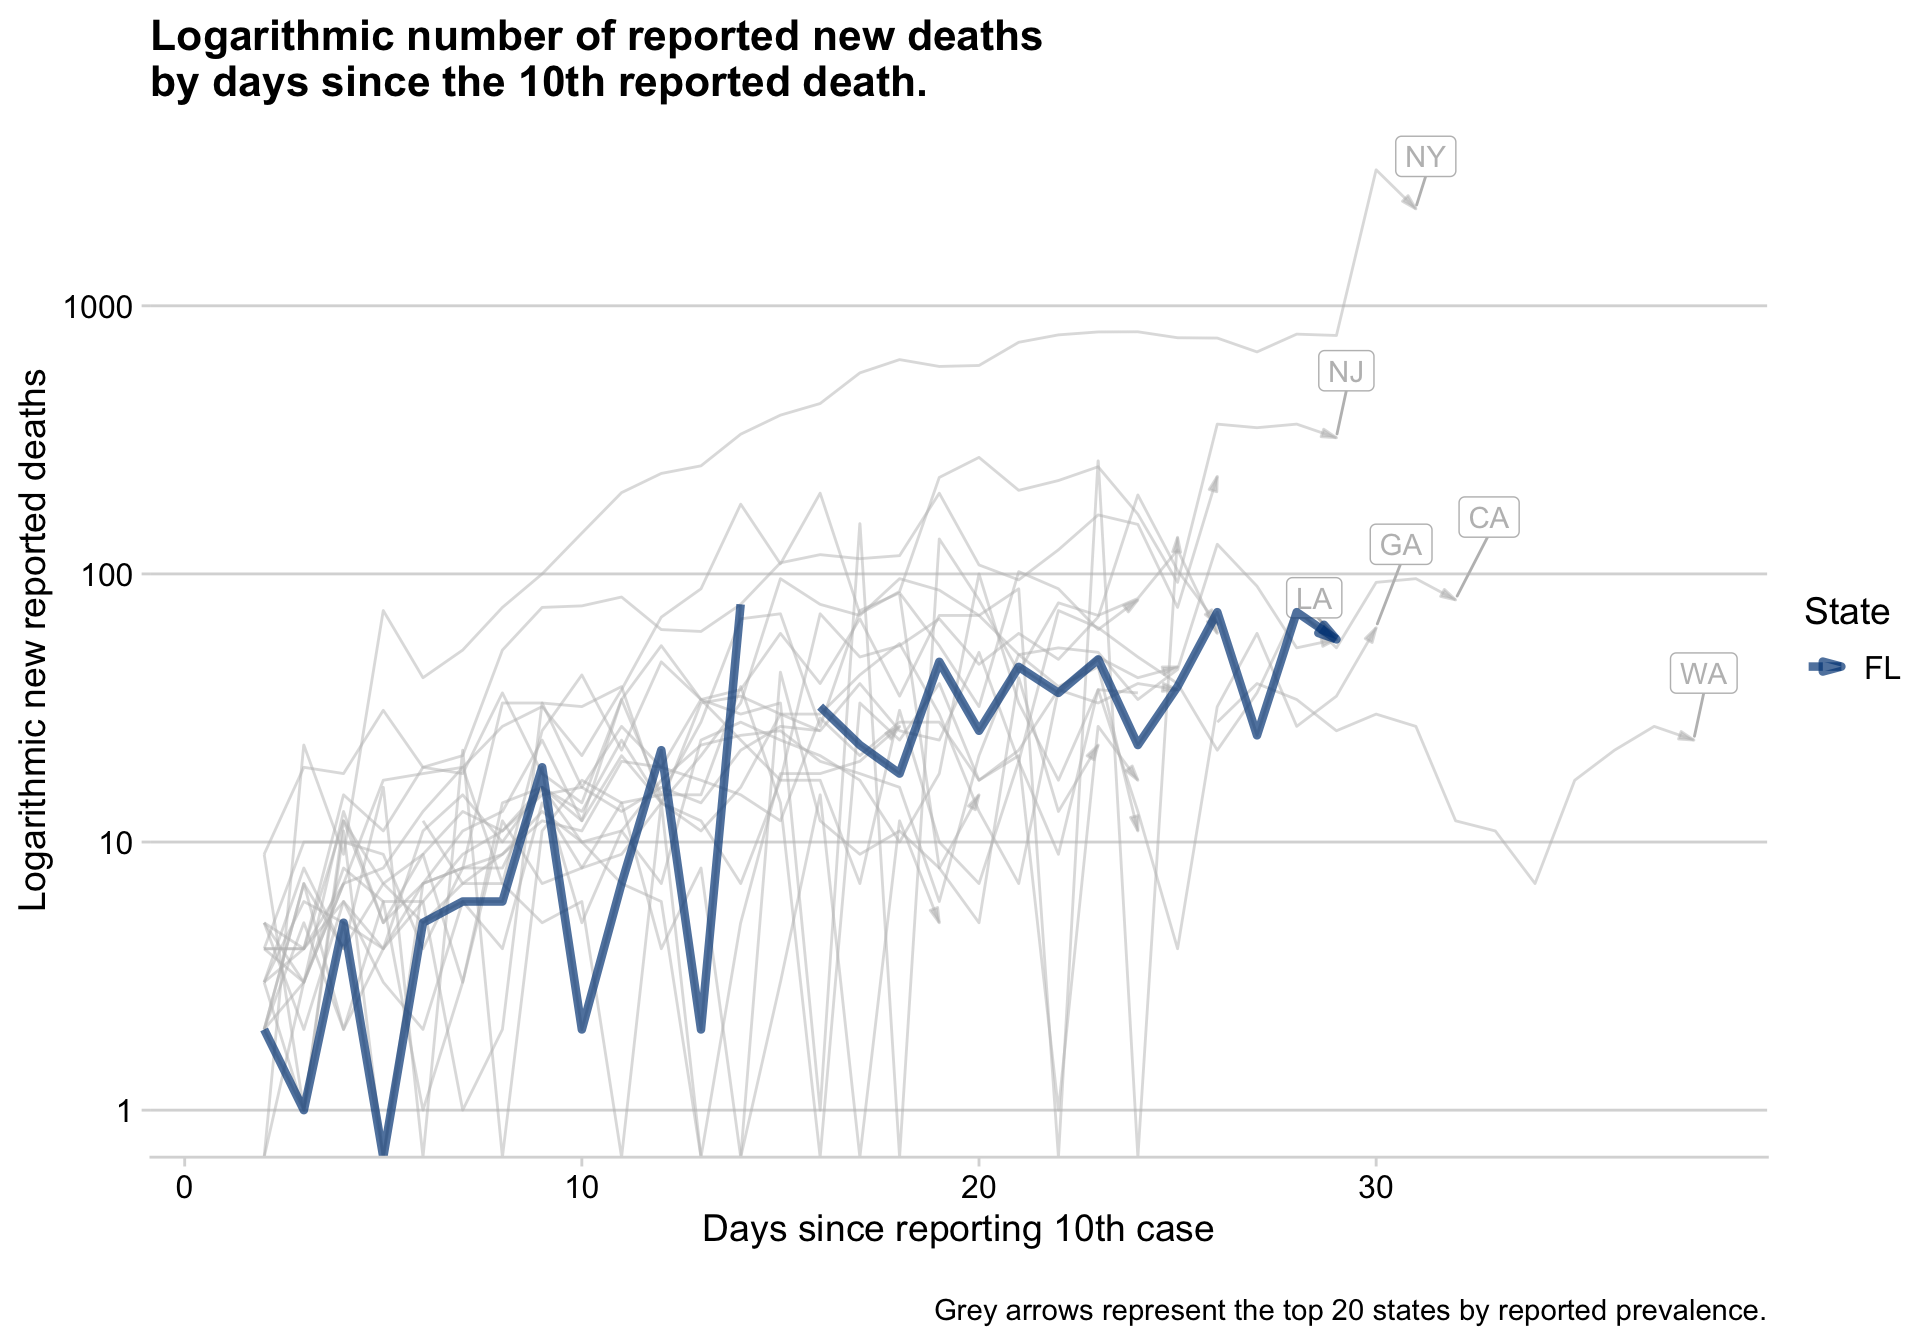 Logarithmic number of reported new deaths
by days since the 10th reported death.
NY
1000
NJ
CA
GA
100
LA
State
FL
WA
10
1
Logarithmic new reported deaths
0 10 20 30
Days since reporting 10th case
Grey arrows represent the top 20 states by reported prevalence.